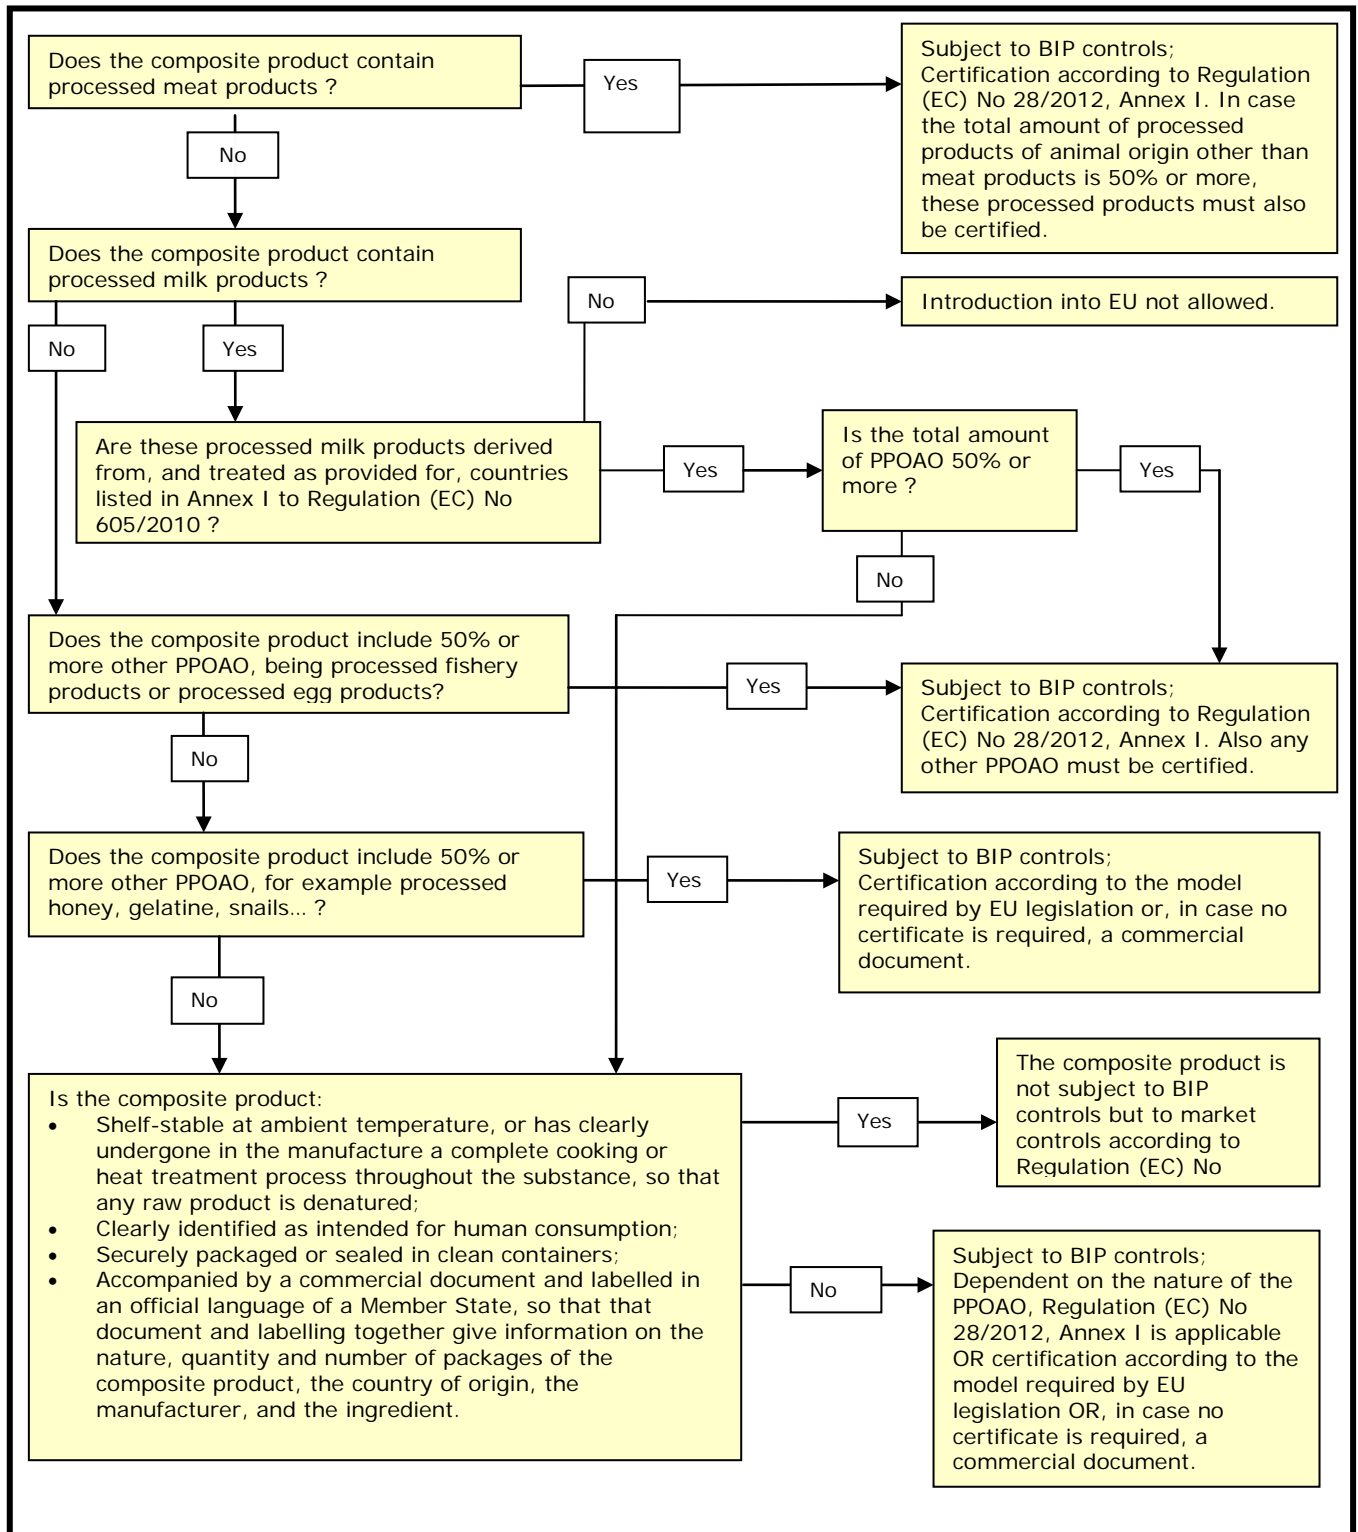 Does the composite product contain
processed meat products ?
Yes
Subject to BIP controls;
Certification according to Regulation
(EC) No 28/2012, Annex I. In case
the total amount of processed
products of animal origin other than
meat products is 50% or more,
these processed products must also
be certified.
No
Does the composite product contain
processed milk products ?
No
Introduction into EU not allowed.
No
Yes
Are these processed milk products derived
from, and treated as provided for, countries
listed in Annex I to Regulation (EC) No
605/2010 ?
Yes
Is the total amount
of PPOAO 50% or
more ?
Yes
No
Does the composite product include 50% or
more other PPOAO, being processed fishery
products or processed egg products?
Yes
Subject to BIP controls;
Certification according to Regulation
(EC) No 28/2012, Annex I. Also any
other PPOAO must be certified.
No
Does the composite product include 50% or
more other PPOAO, for example processed
honey, gelatine, snails... ?
Yes
Subject to BIP controls;
Certification according to the model
required by EU legislation or, in case no
certificate is required, a commercial
document.
No
Is the composite product:
• Shelf-stable at ambient temperature, or has clearly
undergone in the manufacture a complete cooking or
heat treatment process throughout the substance, so that
any raw product is denatured;
• Clearly identified as intended for human consumption;
• Securely packaged or sealed in clean containers;
• Accompanied by a commercial document and labelled in
an official language of a Member State, so that that
document and labelling together give information on the
nature, quantity and number of packages of the
composite product, the country of origin, the
manufacturer, and the ingredient.
Yes
The composite product is
not subject to BIP
controls but to market
controls according to
Regulation (EC) No
No
Subject to BIP controls;
Dependent on the nature of the
PPOAO, Regulation (EC) No
28/2012, Annex I is applicable
OR certification according to the
model required by EU
legislation OR, in case no
certificate is required, a
commercial document.